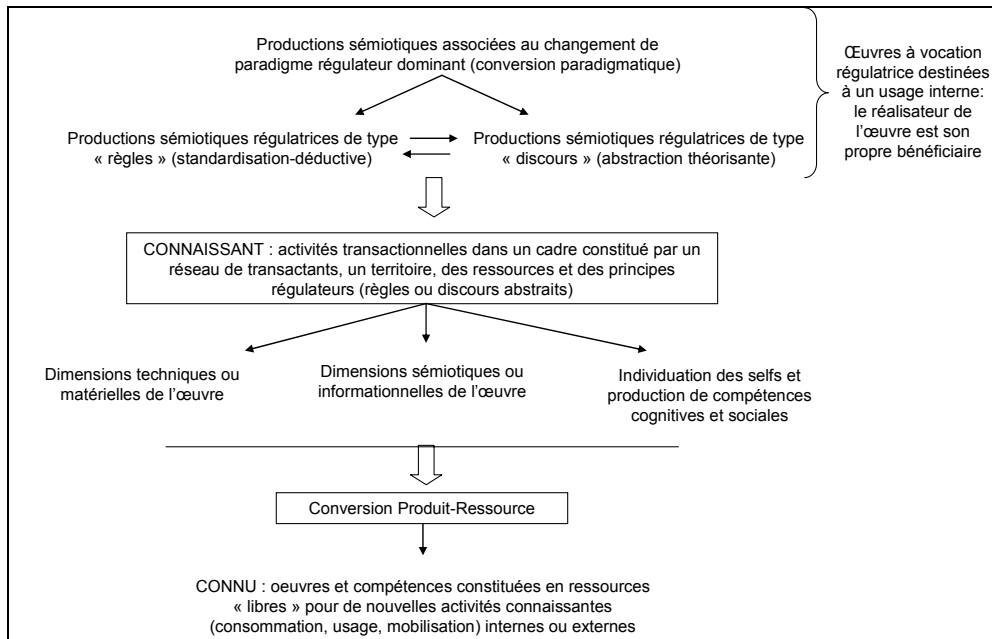 Productions sémiotiques associées au changement de
paradigme régulateur dominant (conversion paradigmatique)
Œuvres à vocation
régulatrice destinées
à un usage interne:
le réalisateur de
l’œuvre est son
propre bénéficiaire
Productions sémiotiques régulatrices de type
« règles » (standardisation-déductive)
Productions sémiotiques régulatrices de type
« discours » (abstraction théorisante)
CONNAISSANT : activités transactionnelles dans un cadre constitué par un
réseau de transactants, un territoire, des ressources et des principes
régulateurs (règles ou discours abstraits)
Dimensions techniques ou
matérielles de l’œuvre
Dimensions sémiotiques ou
informationnelles de l’œuvre
Individuation des selfs et
production de compétences
cognitives et sociales
Conversion Produit-Ressource
CONNU : oeuvres et compétences constituées en ressources
« libres » pour de nouvelles activités connaissantes
(consommation, usage, mobilisation) internes ou externes